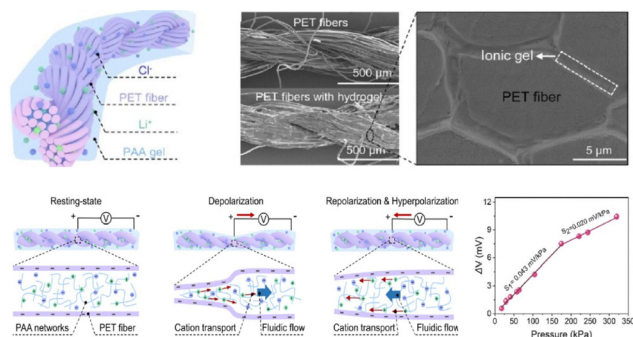 Cl⁻
PET fiber
Li⁺
PAA gel
PET fibers
500 μm
PET fibers with hydrogel
500 μm
Ionic gel
PET fiber
5 μm
Resting-state
+ V -
PAA networks
PET fiber
Depolarization
+ V -
Cation transport
Fluidic flow
Repolarization & Hyperpolarization
+ V -
Cation transport
Fluidic flow
ΔV (mV)
12
9
6
3
0
S₁= 0.043 mV/kPa
S₂=0.020 mV/kPa
0 50 100 150 200 250 300 350
Pressure (kPa)